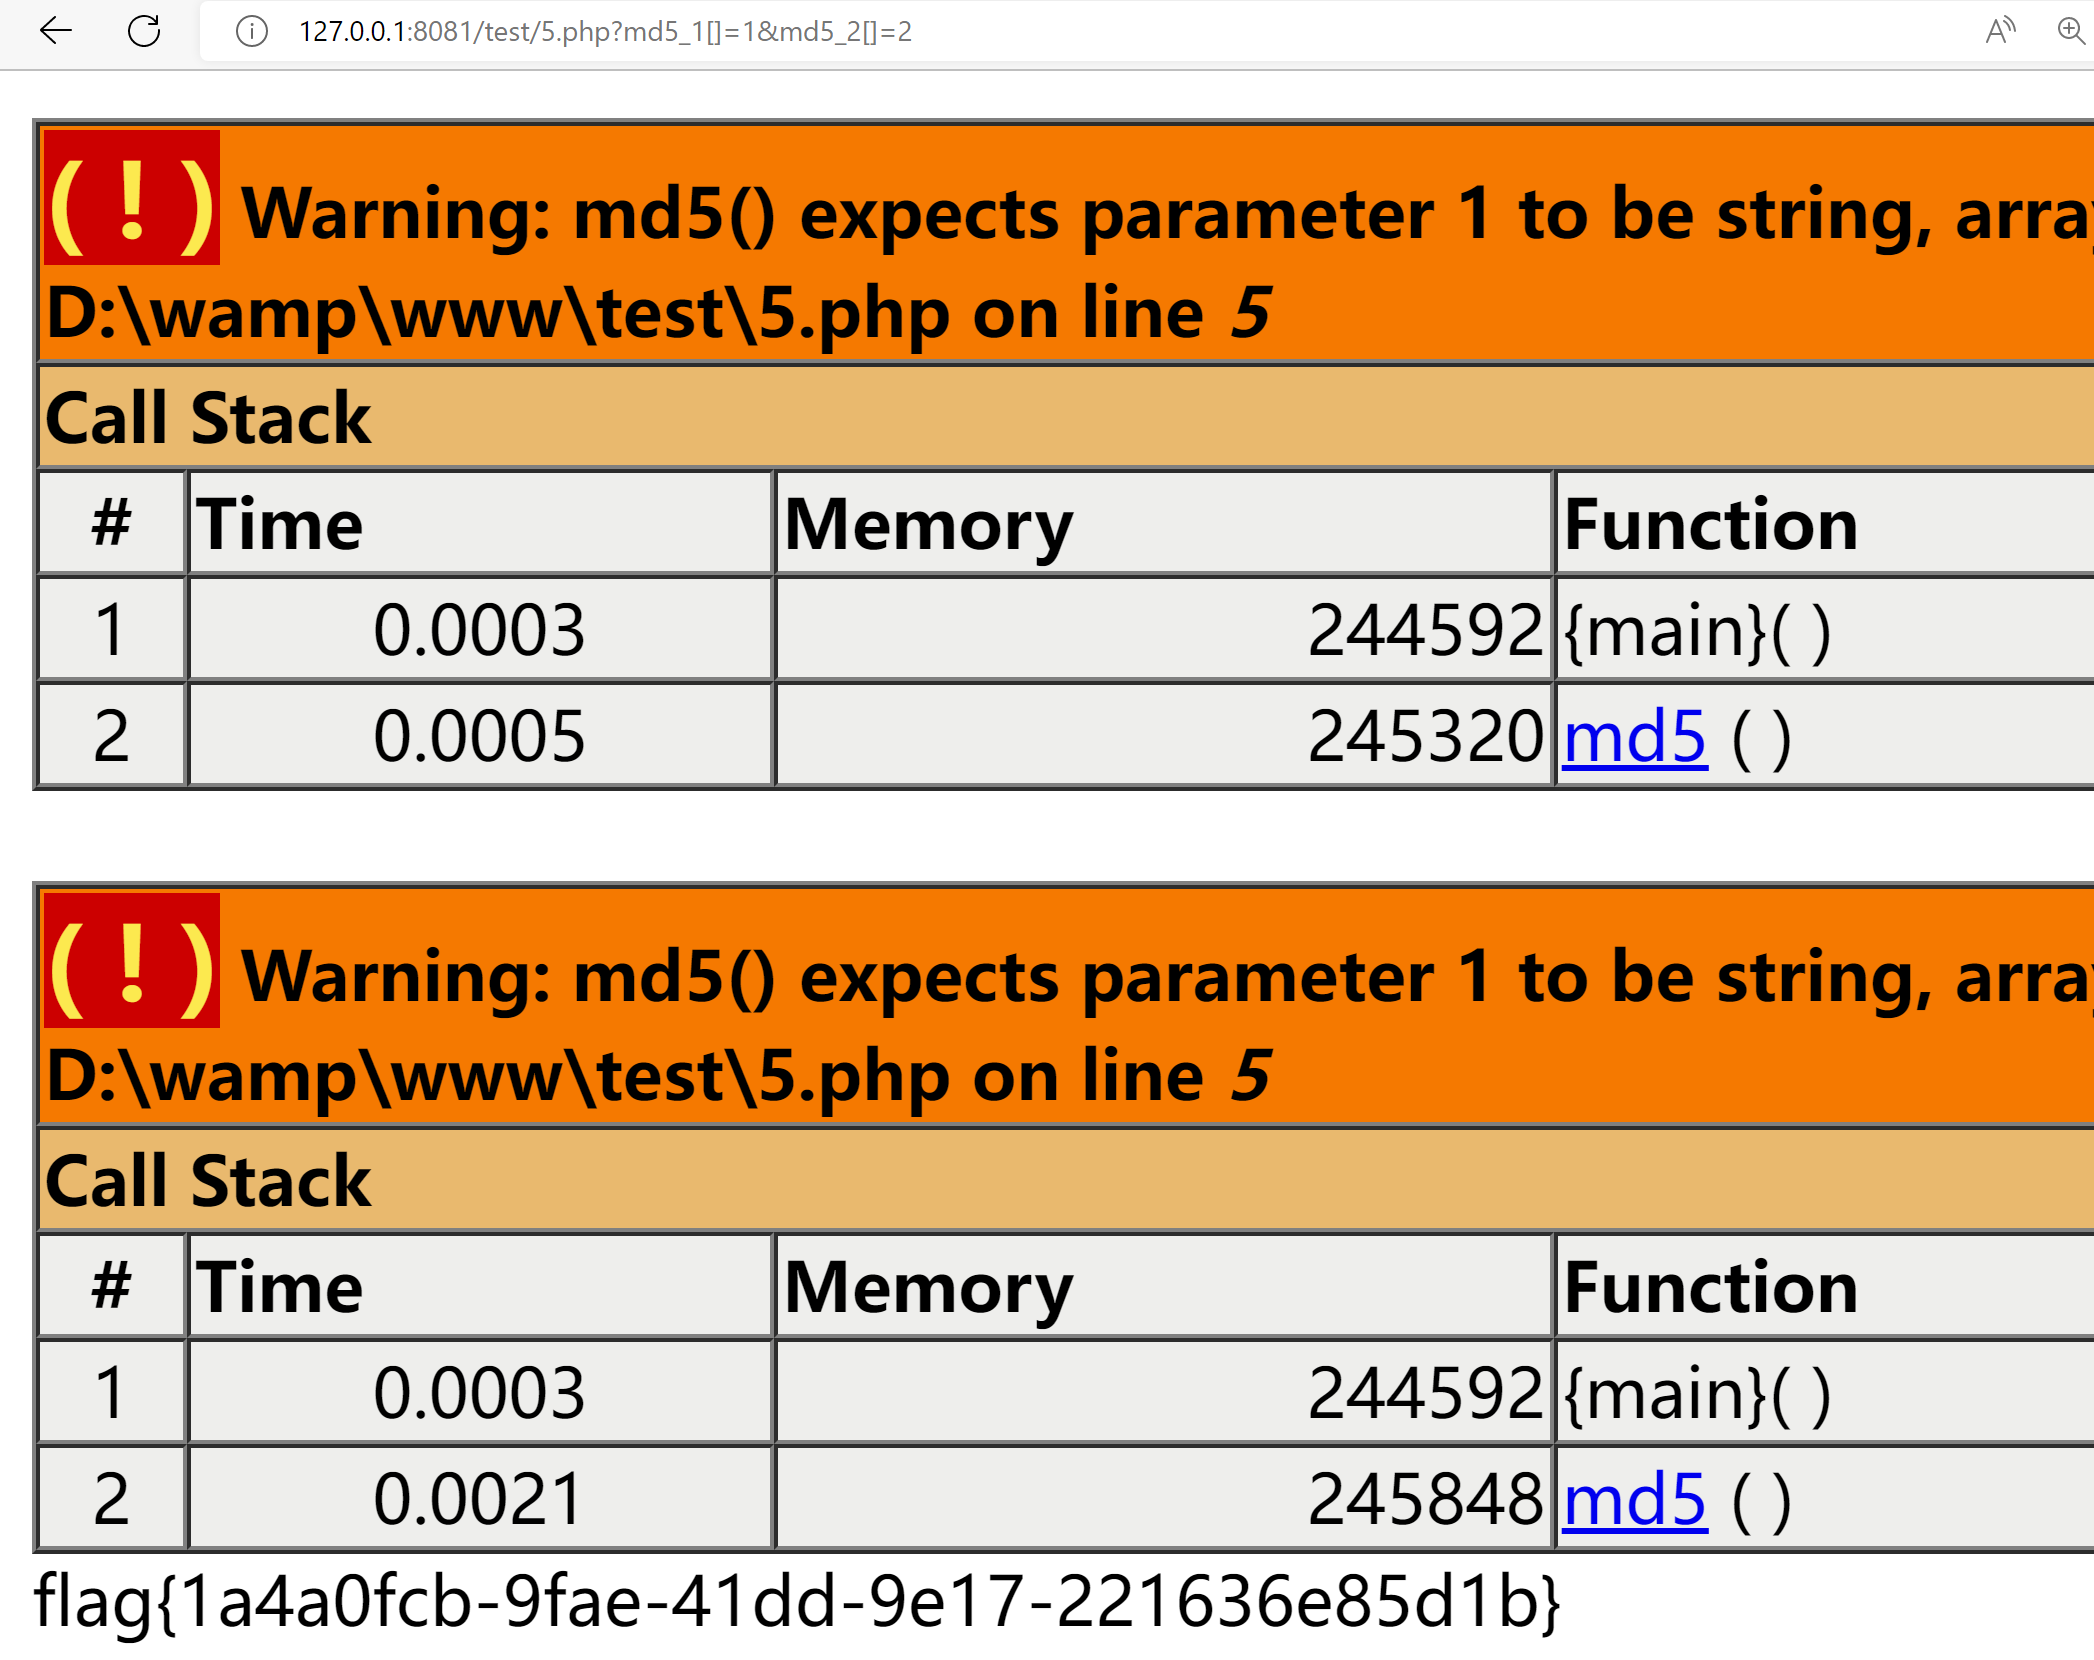 127.0.0.1:8081/test/5.php?md5_1[]=1&md5_2[]=2
(!) Warning: md5() expects parameter 1 to be string,
D:\wamp\www\test\5.php on line 5
Call Stack
# Time Memory Function
1 0.0003 244592 {main}( )
2 0.0005 245320 md5 ( )
(!) Warning: md5() expects parameter 1 to be string,
D:\wamp\www\test\5.php on line 5
Call Stack
# Time Memory Function
1 0.0003 244592 {main}( )
2 0.0021 245848 md5 ( )
flag{1a4a0fcb-9fae-41dd-9e17-221636e85d1b}